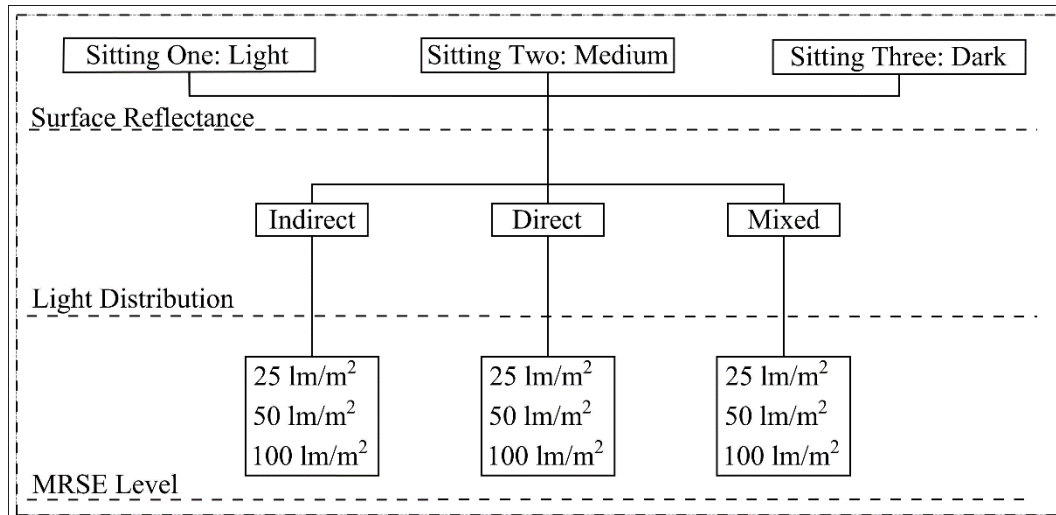 Sitting One: Light
Sitting Two: Medium
Sitting Three: Dark
Surface Reflectance
Indirect
Direct
Mixed
Light Distribution
25 lm/m²
50 lm/m²
100 lm/m²
25 lm/m²
50 lm/m²
100 lm/m²
25 lm/m²
50 lm/m²
100 lm/m²
MRSE Level